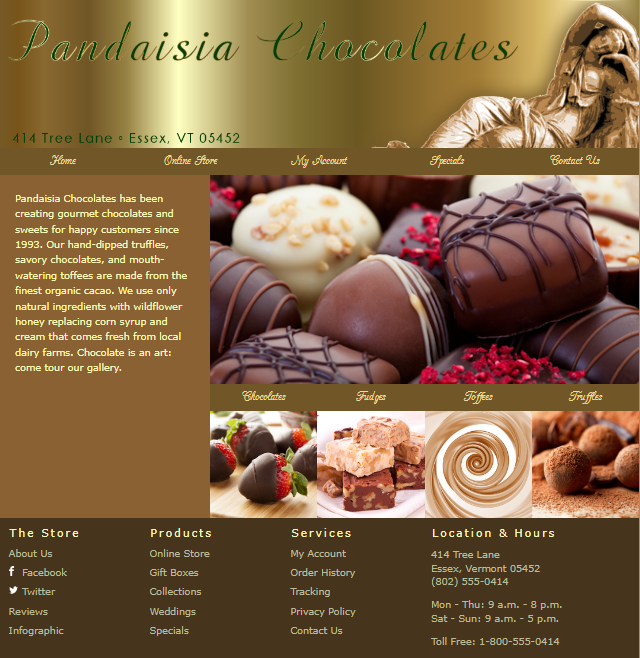 Pandaisia Chocolates
414 Tree Lane ◦ Essex, VT 05452
Home Online Store My Account Specials Contact Us
Pandaisia Chocolates has been
creating gourmet chocolates and
sweets for happy customers since
1993. Our hand-dipped truffles,
savory chocolates, and mouth-
watering toffees are made from the
finest organic cacao. We use only
natural ingredients with wildflower
honey replacing corn syrup and
cream that comes fresh from local
dairy farms. Chocolate is an art:
come tour our gallery.
Chocolates Fudges Toffees Truffles
The Store
About Us
Facebook
Twitter
Reviews
Infographic
Products
Online Store
Gift Boxes
Collections
Weddings
Specials
Services
My Account
Order History
Tracking
Privacy Policy
Contact Us
Location & Hours
414 Tree Lane
Essex, Vermont 05452
(802) 555-0414
Mon - Thu: 9 a.m. - 8 p.m.
Sat - Sun: 9 a.m. - 5 p.m.
Toll Free: 1-800-555-0414